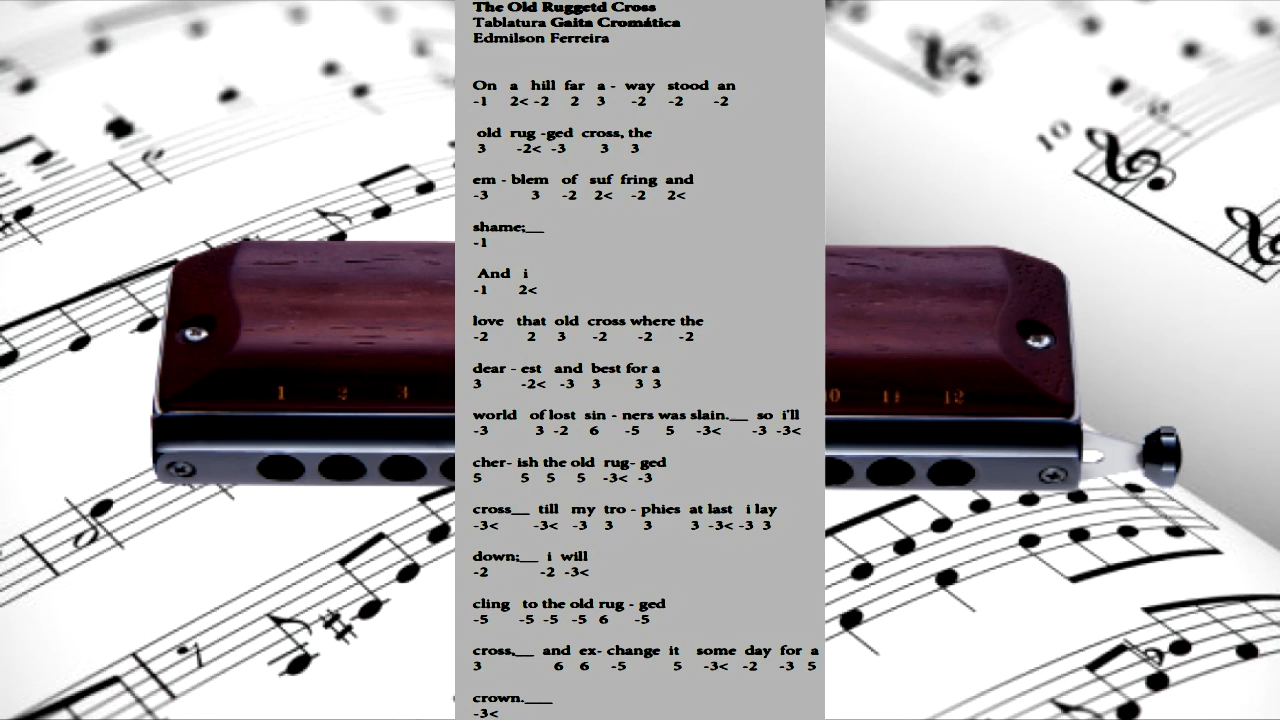 The Old Ruggetd Cross
Tablatura Gaita Cromática
Edmilson Ferreira
On a hill far a - way stood an
-1 2< -2 2 3 -2 -2 -2
old rug -ged cross, the
3 -2< -3 3 3
em - blem of suf fring and
-3 3 -2 2< -2 2<
shame;__
-1
And i
-1 2<
love that old cross where the
-2 2 3 -2 -2 -2
dear - est and best for a
3 -2< -3 3 3 3
world of lost sin - ners was slain.__ so i'll
-3 3 -2 6 -5 5 -3< -3 -3<
cher- ish the old rug- ged
5 5 5 5 -3< -3
cross__ till my tro - phies at last i lay
-3< -3< -3 3 3 3 -3< -3 3
down;__ i will
-2 -2 -3<
cling to the old rug - ged
-5 -5 -5 -5 6 -5
cross,__ and ex- change it some day for a
3 6 6 -5 5 -3< -2 -3 5
crown.___
-3<
10
1 2 3
11 12